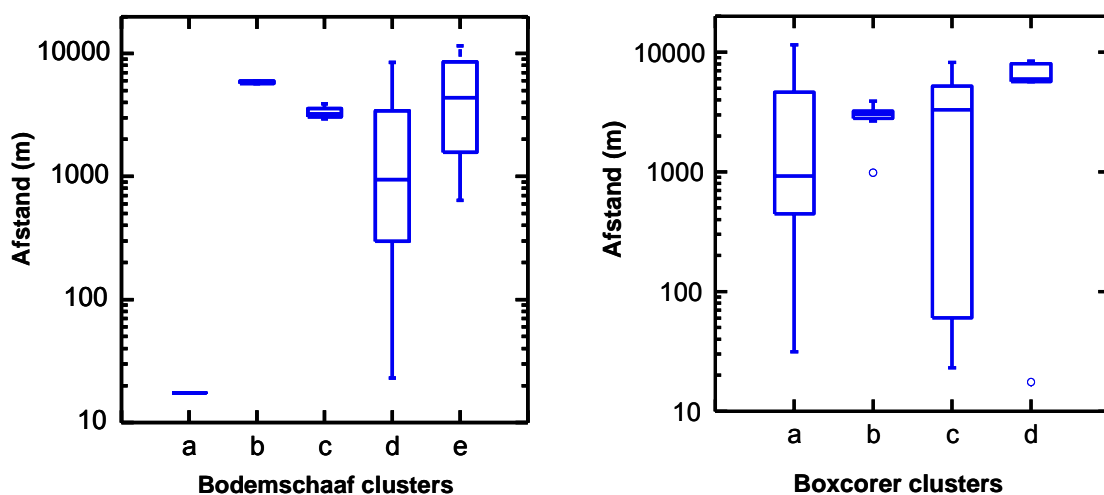 Afstand (m)
10000
1000
100
10
a b c d e
Bodemschaaf clusters
Afstand (m)
10000
1000
100
10
a b c d
Boxcorer clusters